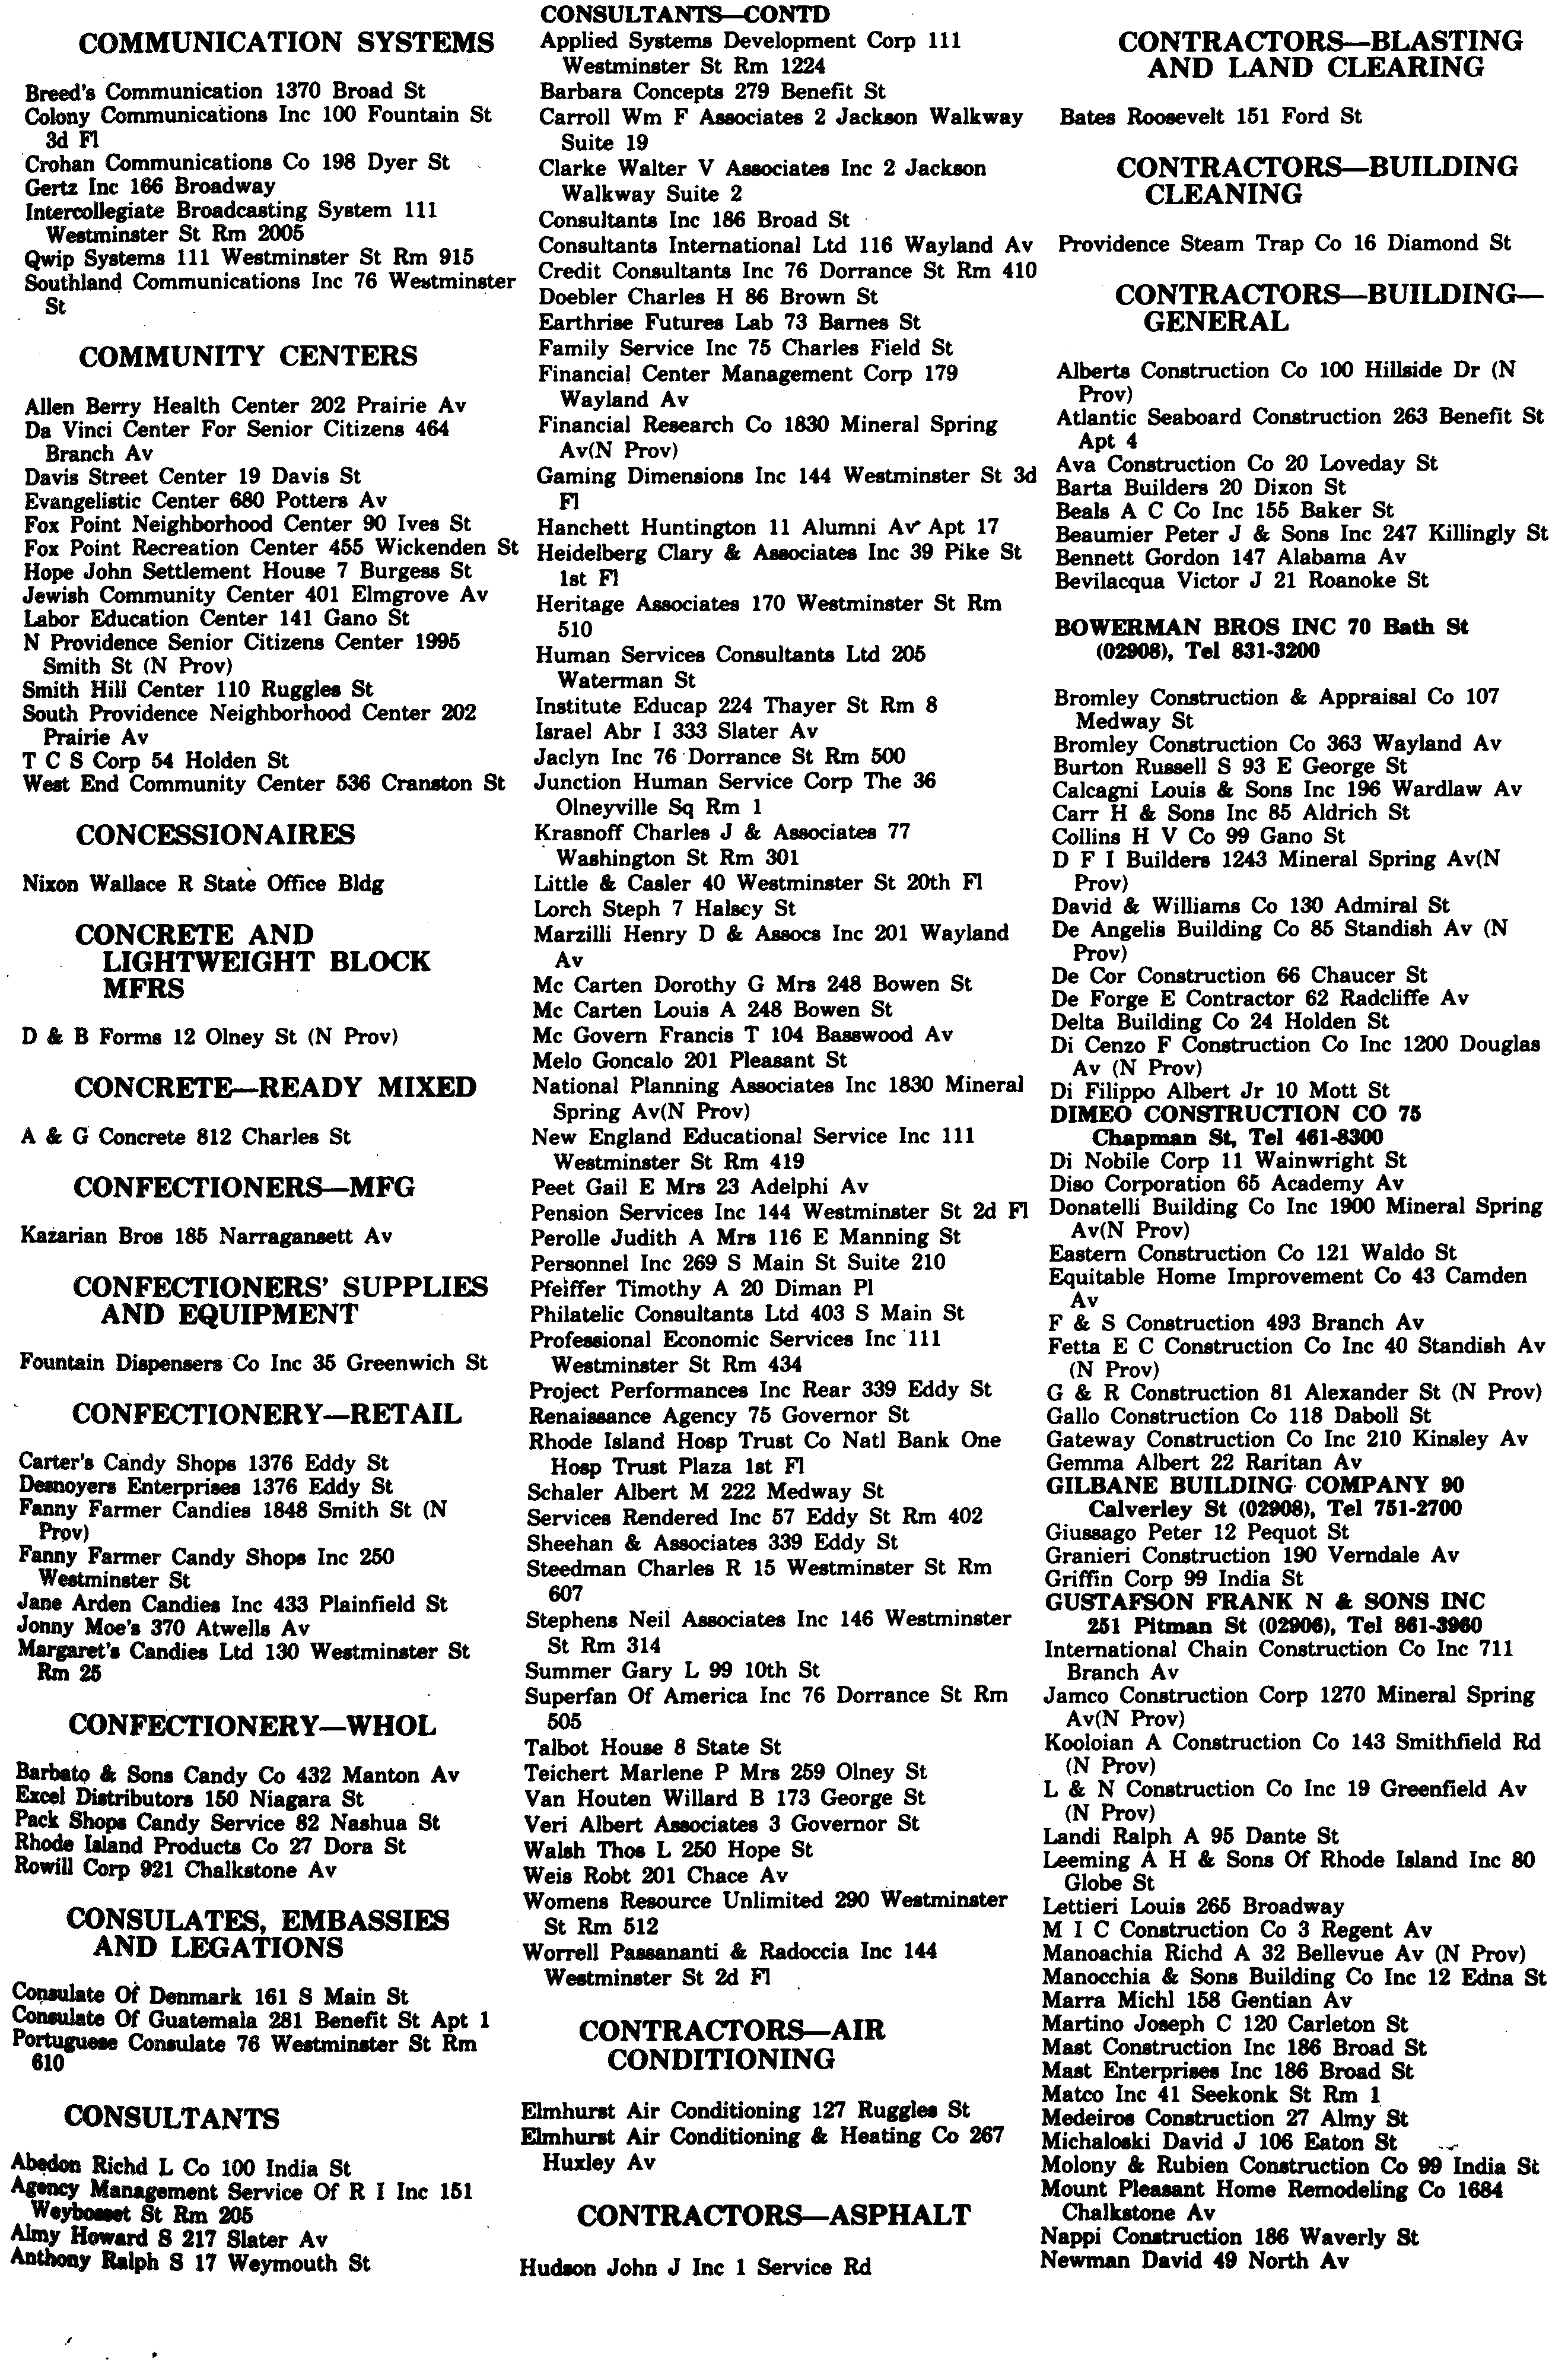 COMMUNICATION SYSTEMS
Breed's Communication 1370 Broad St
Colony Communications Inc 100 Fountain St
3d Fl
Crohan Communications Co 198 Dyer St
Gertz Inc 166 Broadway
Intercollegiate Broadcasting System 111
Westminster St Rm 2005
Qwip Systems 111 Westminster St Rm 915
Southland Communications Inc 76 Westminster
St
COMMUNITY CENTERS
Allen Berry Health Center 202 Prairie Av
Da Vinci Center For Senior Citizens 464
Branch Av
Davis Street Center 19 Davis St
Evangelistic Center 680 Potters Av
Fox Point Neighborhood Center 90 Ives St
Fox Point Recreation Center 455 Wickenden St
Hope John Settlement House 7 Burgess St
Jewish Community Center 401 Elmgrove Av
Labor Education Center 141 Gano St
N Providence Senior Citizens Center 1995
Smith St (N Prov)
Smith Hill Center 110 Ruggles St
South Providence Neighborhood Center 202
Prairie Av
T C S Corp 54 Holden St
West End Community Center 536 Cranston St
CONCESSIONAIRES
Nixon Wallace R State Office Bldg
CONCRETE AND
LIGHTWEIGHT BLOCK
MFRS
D & B Forms 12 Olney St (N Prov)
CONCRETE—READY MIXED
A & G Concrete 812 Charles St
CONFECTIONERS—MFG
Kazarian Bros 185 Narragansett Av
CONFECTIONERS' SUPPLIES
AND EQUIPMENT
Fountain Dispensers Co Inc 35 Greenwich St
CONFECTIONERY—RETAIL
Carter's Candy Shops 1376 Eddy St
Desnoyers Enterprises 1376 Eddy St
Fanny Farmer Candies 1848 Smith St (N
Prov)
Fanny Farmer Candy Shops Inc 250
Westminster St
Jane Arden Candies Inc 433 Plainfield St
Jonny Moe's 370 Atwells Av
Margaret's Candies Ltd 130 Westminster St
Rm 25
CONFECTIONERY—WHOL
Barbato & Sons Candy Co 432 Manton Av
Excel Distributors 150 Niagara St
Pack Shops Candy Service 82 Nashua St
Rhode Island Products Co 27 Dora St
Rowill Corp 921 Chalkstone Av
CONSULATES, EMBASSIES
AND LEGATIONS
Consulate Of Denmark 161 S Main St
Consulate Of Guatemala 281 Benefit St Apt 1
Portuguese Consulate 76 Westminster St Rm
610
CONSULTANTS
Abedon Richd L Co 100 India St
Agency Management Service Of R I Inc 151
Weybosset St Rm 205
Almy Howard S 217 Slater Av
Anthony Ralph S 17 Weymouth St
CONSULTANTS—CONTD
Applied Systems Development Corp 111
Westminster St Rm 1224
Barbara Concepts 279 Benefit St
Carroll Wm F Associates 2 Jackson Walkway
Suite 19
Clarke Walter V Associates Inc 2 Jackson
Walkway Suite 2
Consultants Inc 186 Broad St
Consultants International Ltd 116 Wayland Av
Credit Consultants Inc 76 Dorrance St Rm 410
Doebler Charles H 86 Brown St
Earthrise Futures Lab 73 Barnes St
Family Service Inc 75 Charles Field St
Financial Center Management Corp 179
Wayland Av
Financial Research Co 1830 Mineral Spring
Av(N Prov)
Gaming Dimensions Inc 144 Westminster St 3d
Fl
Hanchett Huntington 11 Alumni Av Apt 17
Heidelberg Clary & Associates Inc 39 Pike St
1st Fl
Heritage Associates 170 Westminster St Rm
510
Human Services Consultants Ltd 205
Waterman St
Institute Educap 224 Thayer St Rm 8
Israel Abr I 333 Slater Av
Jaclyn Inc 76 Dorrance St Rm 500
Junction Human Service Corp The 36
Olneyville Sq Rm 1
Krasnoff Charles J & Associates 77
Washington St Rm 301
Little & Casler 40 Westminster St 20th Fl
Lorch Steph 7 Halsey St
Marzilli Henry D & Assocs Inc 201 Wayland
Av
Mc Carten Dorothy G Mrs 248 Bowen St
Mc Carten Louis A 248 Bowen St
Mc Govern Francis T 104 Basswood Av
Melo Goncalo 201 Pleasant St
National Planning Associates Inc 1830 Mineral
Spring Av(N Prov)
New England Educational Service Inc 111
Westminster St Rm 419
Peet Gail E Mrs 23 Adelphi Av
Pension Services Inc 144 Westminster St 2d Fl
Perolle Judith A Mrs 116 E Manning St
Personnel Inc 269 S Main St Suite 210
Pfeiffer Timothy A 20 Diman Pl
Philatelic Consultants Ltd 403 S Main St
Professional Economic Services Inc 111
Westminster St Rm 434
Project Performances Inc Rear 339 Eddy St
Renaissance Agency 75 Governor St
Rhode Island Hosp Trust Co Natl Bank One
Hosp Trust Plaza 1st Fl
Schaler Albert M 222 Medway St
Services Rendered Inc 57 Eddy St Rm 402
Sheehan & Associates 339 Eddy St
Steedman Charles R 15 Westminster St Rm
607
Stephens Neil Associates Inc 146 Westminster
St Rm 314
Summer Gary L 99 10th St
Superfan Of America Inc 76 Dorrance St Rm
505
Talbot House 8 State St
Teichert Marlene P Mrs 259 Olney St
Van Houten Willard B 173 George St
Veri Albert Associates 3 Governor St
Walsh Thos L 250 Hope St
Weis Robt 201 Chace Av
Womens Resource Unlimited 290 Westminster
St Rm 512
Worrell Passananti & Radoccia Inc 144
Westminster St 2d Fl
CONTRACTORS—AIR
CONDITIONING
Elmhurst Air Conditioning 127 Ruggles St
Elmhurst Air Conditioning & Heating Co 267
Huxley Av
CONTRACTORS—ASPHALT
Hudson John J Inc 1 Service Rd
CONTRACTORS—BLASTING
AND LAND CLEARING
Bates Roosevelt 151 Ford St
CONTRACTORS—BUILDING
CLEANING
Providence Steam Trap Co 16 Diamond St
CONTRACTORS—BUILDING—
GENERAL
Alberts Construction Co 100 Hillside Dr (N
Prov)
Atlantic Seaboard Construction 263 Benefit St
Apt 4
Ava Construction Co 20 Loveday St
Barta Builders 20 Dixon St
Beals A C Co Inc 155 Baker St
Beaumier Peter J & Sons Inc 247 Killingly St
Bennett Gordon 147 Alabama Av
Bevilacqua Victor J 21 Roanoke St
BOWERMAN BROS INC 70 Bath St
(02908), Tel 831-3200
Bromley Construction & Appraisal Co 107
Medway St
Bromley Construction Co 363 Wayland Av
Burton Russell S 93 E George St
Calcagni Louis & Sons Inc 196 Wardlaw Av
Carr H & Sons Inc 85 Aldrich St
Collins H V Co 99 Gano St
D F I Builders 1243 Mineral Spring Av(N
Prov)
David & Williams Co 130 Admiral St
De Angelis Building Co 85 Standish Av (N
Prov)
De Cor Construction 66 Chaucer St
De Forge E Contractor 62 Radcliffe Av
Delta Building Co 24 Holden St
Di Cenzo F Construction Co Inc 1200 Douglas
Av (N Prov)
Di Filippo Albert Jr 10 Mott St
DIMEO CONSTRUCTION CO 75
Chapman St, Tel 461-8300
Di Nobile Corp 11 Wainwright St
Diso Corporation 65 Academy Av
Donatelli Building Co Inc 1900 Mineral Spring
Av(N Prov)
Eastern Construction Co 121 Waldo St
Equitable Home Improvement Co 43 Camden
Av
F & S Construction 493 Branch Av
Fetta E C Construction Co Inc 40 Standish Av
(N Prov)
G & R Construction 81 Alexander St (N Prov)
Gallo Construction Co 118 Daboll St
Gateway Construction Co Inc 210 Kinsley Av
Gemma Albert 22 Raritan Av
GILBANE BUILDING COMPANY 90
Calverley St (02908), Tel 751-2700
Giussago Peter 12 Pequot St
Granieri Construction 190 Verndale Av
Griffin Corp 99 India St
GUSTAFSON FRANK N & SONS INC
251 Pitman St (02906), Tel 861-3960
International Chain Construction Co Inc 711
Branch Av
Jamco Construction Corp 1270 Mineral Spring
Av(N Prov)
Kooloian A Construction Co 143 Smithfield Rd
(N Prov)
L & N Construction Co Inc 19 Greenfield Av
(N Prov)
Landi Ralph A 95 Dante St
Leeming A H & Sons Of Rhode Island Inc 80
Globe St
Lettieri Louis 265 Broadway
M I C Construction Co 3 Regent Av
Manoachia Richd A 32 Bellevue Av (N Prov)
Manocchia & Sons Building Co Inc 12 Edna St
Marra Michl 158 Gentian Av
Martino Joseph C 120 Carleton St
Mast Construction Inc 186 Broad St
Mast Enterprises Inc 186 Broad St
Matco Inc 41 Seekonk St Rm 1
Medeiros Construction 27 Almy St
Michaloski David J 106 Eaton St
Molony & Rubien Construction Co 99 India St
Mount Pleasant Home Remodeling Co 1684
Chalkstone Av
Nappi Construction 186 Waverly St
Newman David 49 North Av